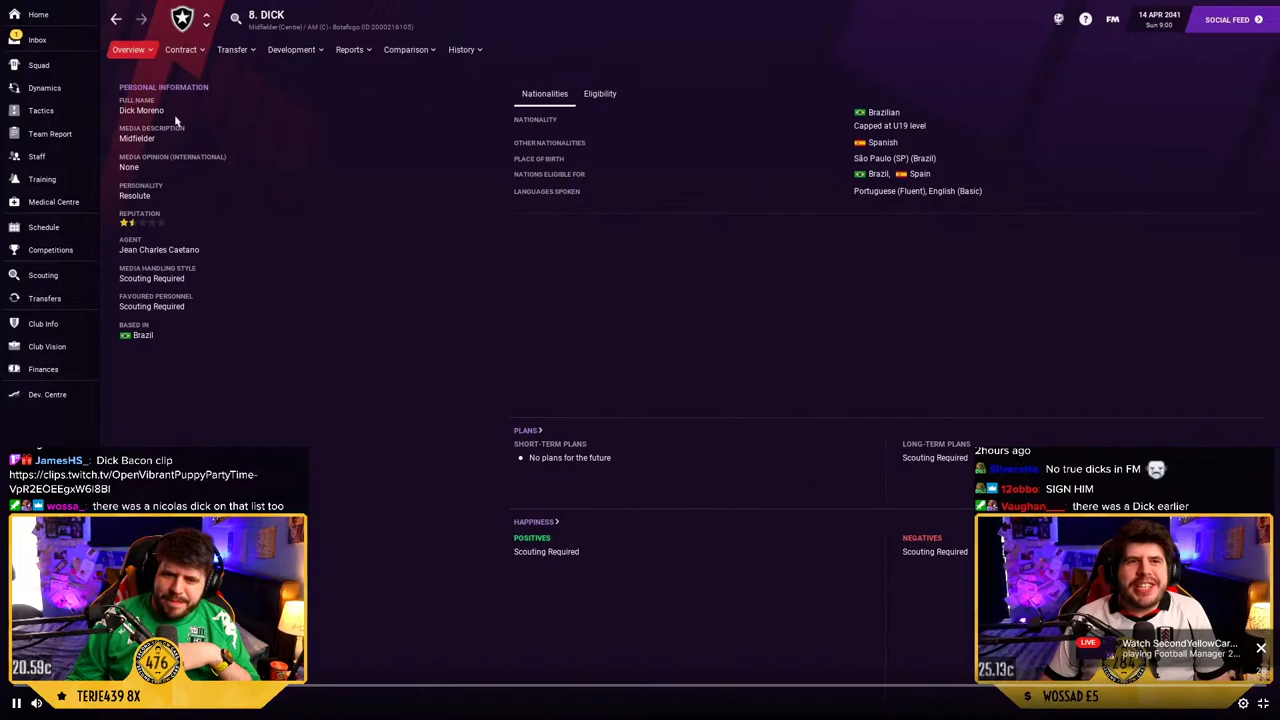 Home
8. DICK
Midfielder (Centre) / AM (C) - Botafogo (ID:2000216105)
FM
14 APR 2041
Sun 9:00
SOCIAL FEED
1
Inbox
Overview
Contract
Transfer
Development
Reports
Comparison
History
Squad
Dynamics
Tactics
Team Report
Staff
Training
Medical Centre
Schedule
Competitions
Scouting
Transfers
Club Info
Club Vision
Finances
Dev. Centre
PERSONAL INFORMATION
FULL NAME
Dick Moreno
MEDIA DESCRIPTION
Midfielder
MEDIA OPINION (INTERNATIONAL)
None
PERSONALITY
Resolute
REPUTATION
AGENT
Jean Charles Caetano
MEDIA HANDLING STYLE
Scouting Required
FAVOURED PERSONNEL
Scouting Required
BASED IN
Brazil
Nationalities
Eligibility
NATIONALITY
Brazilian
Capped at U19 level
OTHER NATIONALITIES
Spanish
PLACE OF BIRTH
São Paulo (SP) (Brazil)
NATIONS ELIGIBLE FOR
Brazil, Spain
LANGUAGES SPOKEN
Portuguese (Fluent), English (Basic)
PLANS
SHORT-TERM PLANS
No plans for the future
LONG-TERM PLANS
Scouting Required
HAPPINESS
POSITIVES
Scouting Required
NEGATIVES
Scouting Required
JamesHS_: Dick Bacon clip
https://clips.twitch.tv/OpenVibrantPuppyPartyTime-
VpR2EOEEgxWGl8Bl
wossa_: there was a nicolas dick on that list too
2hours ago
No true dicks in FM
12obbo: SIGN HIM
Vaughan____: there was a Dick earlier
20.59c
476
TERJE439 8X
25.13c
LIVE
Watch SecondYellowCar...
playing Football Manager 2...
WOSSAD £5